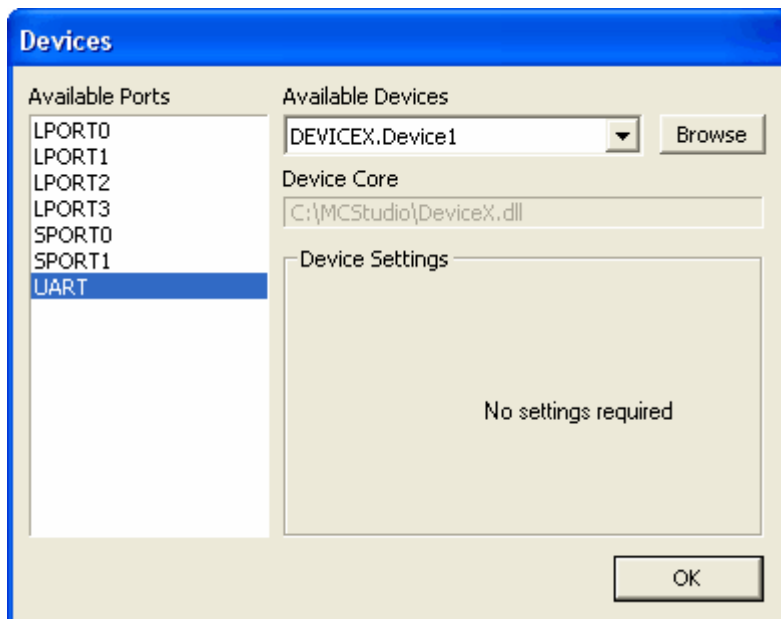 Devices
Available Ports
LPORT0
LPORT1
LPORT2
LPORT3
SPORT0
SPORT1
UART
Available Devices
DEVICEX.Device1
Browse
Device Core
C:\MCStudio\DeviceX.dll
Device Settings
No settings required
OK